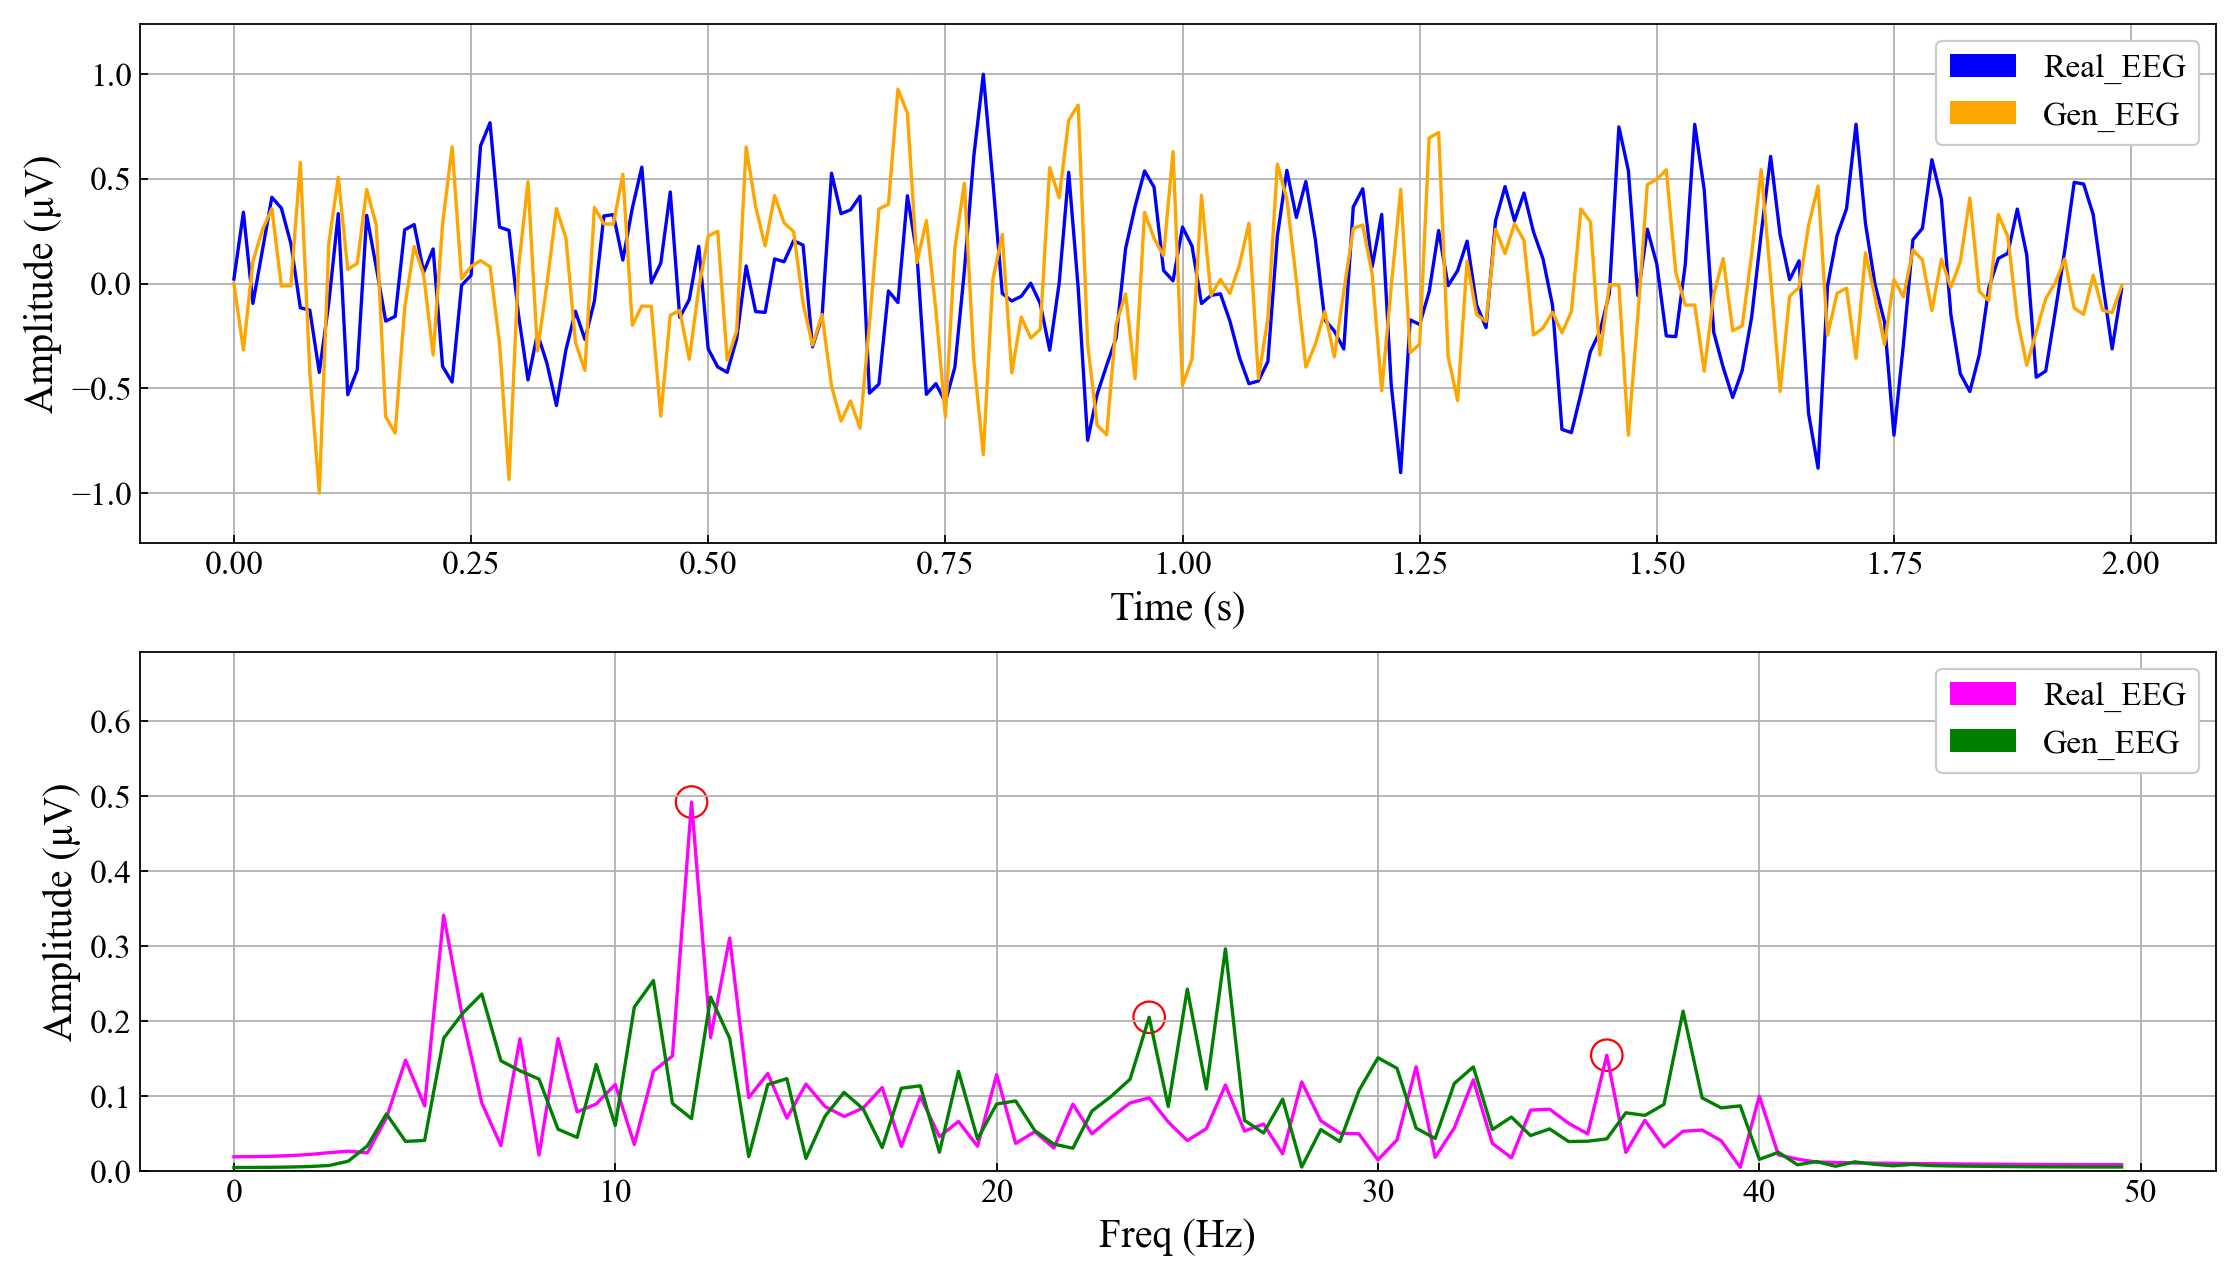 Real_EEG
Gen_EEG
1.0
0.5
0.0
−0.5
−1.0
Amplitude (µV)
0.00 0.25 0.50 0.75 1.00 1.25 1.50 1.75 2.00
Time (s)
Real_EEG
Gen_EEG
0.6
0.5
0.4
0.3
0.2
0.1
0.0
Amplitude (µV)
0 10 20 30 40 50
Freq (Hz)